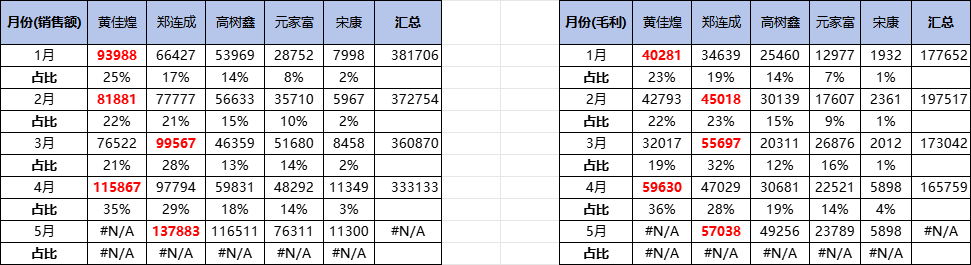 月份(销售额) 黄佳煌 郑连成 高树鑫 元家富 宋康 汇总 月份(毛利) 黄佳煌 郑连成 高树鑫 元家富 宋康 汇总
1月 93988 66427 53969 28752 7998 381706 1月 40281 34639 25460 12977 1932 177652
占比 25% 17% 14% 8% 2% 占比 23% 19% 14% 7% 1%
2月 81881 77777 56633 35710 5967 372754 2月 42793 45018 30139 17607 2361 197517
占比 22% 21% 15% 10% 2% 占比 22% 23% 15% 9% 1%
3月 76522 99567 46359 51680 8458 360870 3月 32017 55697 20311 26876 2012 173042
占比 21% 28% 13% 14% 2% 占比 19% 32% 12% 16% 1%
4月 115867 97794 59831 48292 11349 333133 4月 59630 47029 30681 22521 5898 165759
占比 35% 29% 18% 14% 3% 占比 36% 28% 19% 14% 4%
5月 #N/A 137883 116511 76311 11300 #N/A 5月 #N/A 57038 49256 23789 5898 #N/A
占比 #N/A #N/A #N/A #N/A #N/A 占比 #N/A #N/A #N/A #N/A #N/A